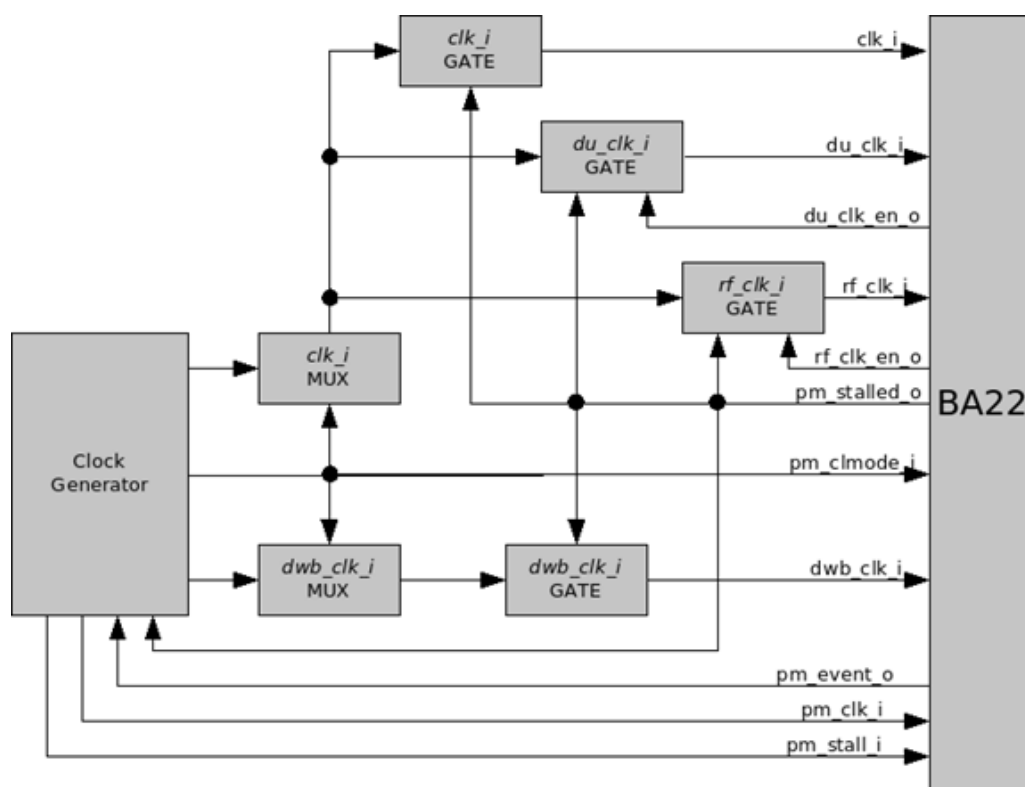 clk_i
GATE
clk_i
du_clk_i
GATE
du_clk_i
du_clk_en_o
rf_clk_i
GATE
rf_clk_i
clk_i
MUX
rf_clk_en_o
pm_stalled_o
BA22
Clock
Generator
pm_clmode_i
dwb_clk_i
MUX
dwb_clk_i
GATE
dwb_clk_i
pm_event_o
pm_clk_i
pm_stall_i